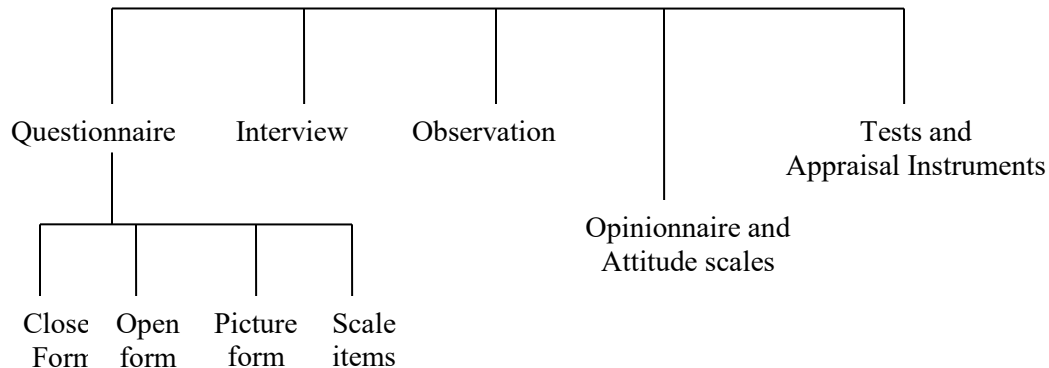 Questionnaire
Interview
Observation
Tests and
Appraisal Instruments
Opinionnaire and
Attitude scales
Close
Form
Open
form
Picture
form
Scale
items